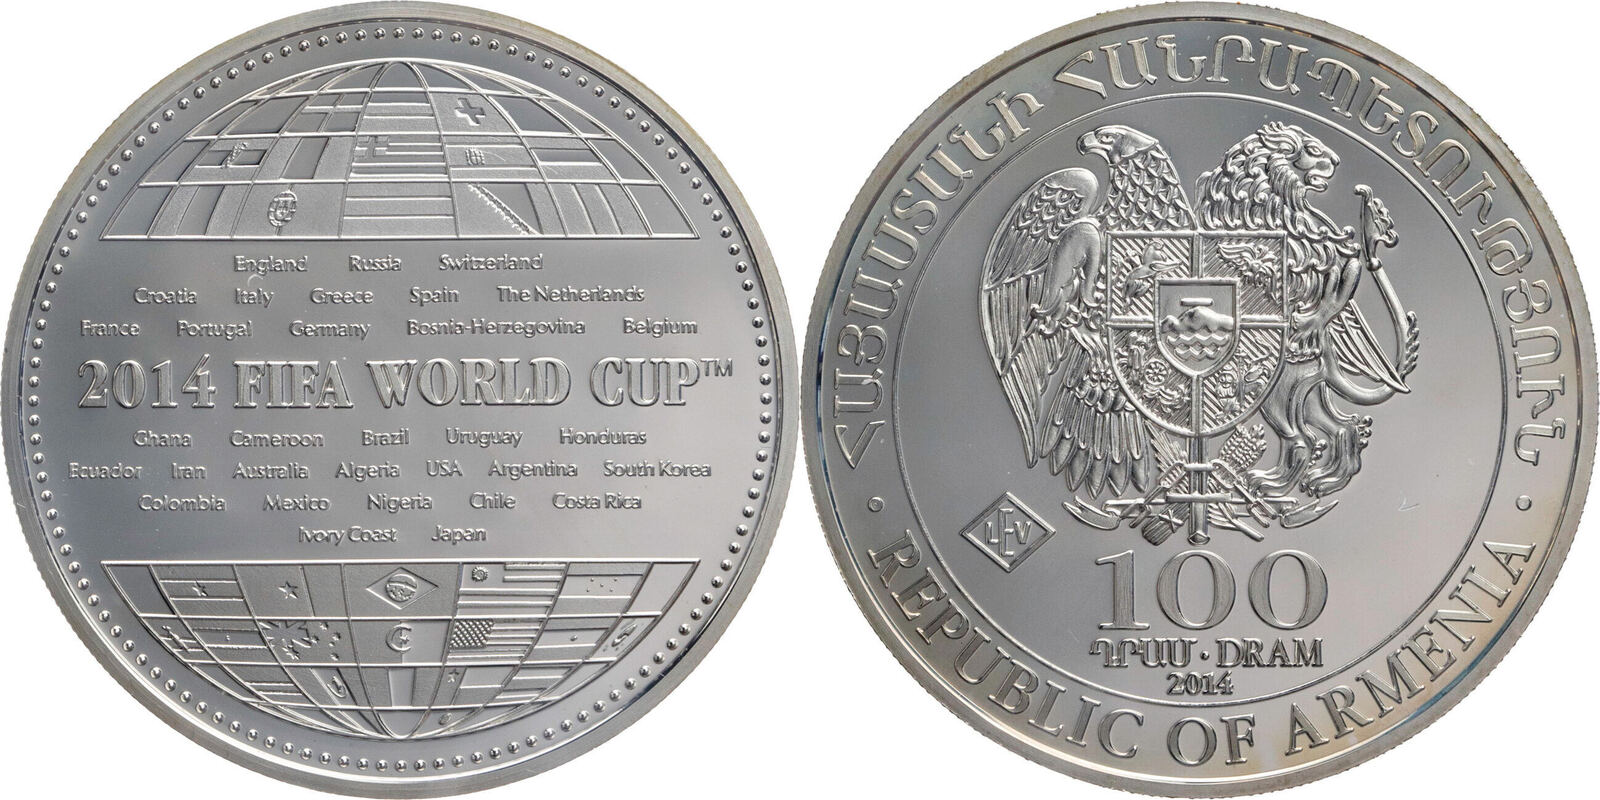 England Russia Switzerland
Croatia Italy Greece Spain The Netherlands
France Portugal Germany Bosnia-Herzegovina Belgium
2014 FIFA WORLD CUP™
Ghana Cameroon Brazil Uruguay Honduras
Ecuador Iran Australia Algeria USA Argentina South Korea
Colombia Mexico Nigeria Chile Costa Rica
Ivory Coast Japan
ՀԱՅԱՍՏԱՆԻ ՀԱՆՐԱՊԵՏՈՒԹՅՈՒՆ
LEV
100
ԴՐԱՄ · DRAM
2014
· REPUBLIC OF ARMENIA ·